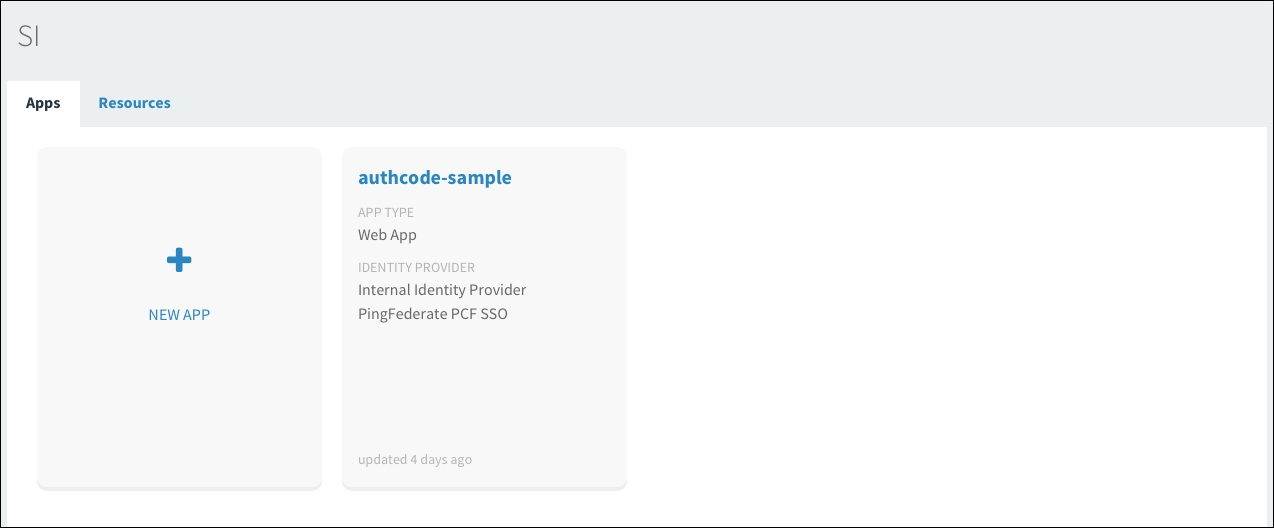 SI
Apps
Resources
NEW APP
authcode-sample
APP TYPE
Web App
IDENTITY PROVIDER
Internal Identity Provider
PingFederate PCF SSO
updated 4 days ago